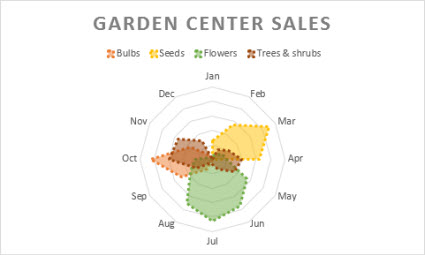 GARDEN CENTER SALES
Bulbs Seeds Flowers Trees & shrubs
Jan
Dec Feb
Nov Mar
Oct Apr
Sep May
Aug Jun
Jul